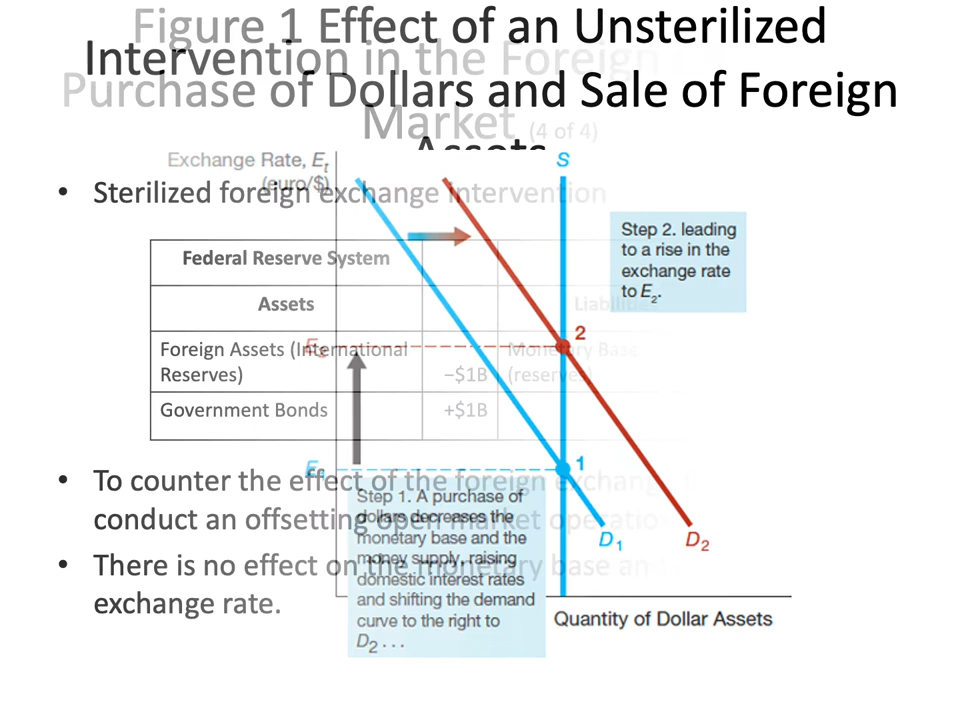 Figure 1 Effect of an Unsterilized
Intervention in the Foreign
Purchase of Dollars and Sale of Foreign
Market (4 of 4)
Assets
Exchange Rate, Et
(euro/$)
S
• Sterilized foreign exchange intervention
Step 2. leading
to a rise in the
exchange rate
to E2.
Federal Reserve System
Assets
Liabilities
Foreign Assets (International
Reserves)
−$1B
Monetary Base
(reserves)
Government Bonds
+$1B
E2
2
E1
1
• To counter the effect of the foreign exchange
conduct an offsetting open market
• There is no effect on the monetary base
exchange rate.
Step 1. A purchase of
dollars decreases the
monetary base and the
money supply, raising
domestic interest rates
and shifting the demand
curve to the right to
D2 ...
D1
D2
Quantity of Dollar Assets